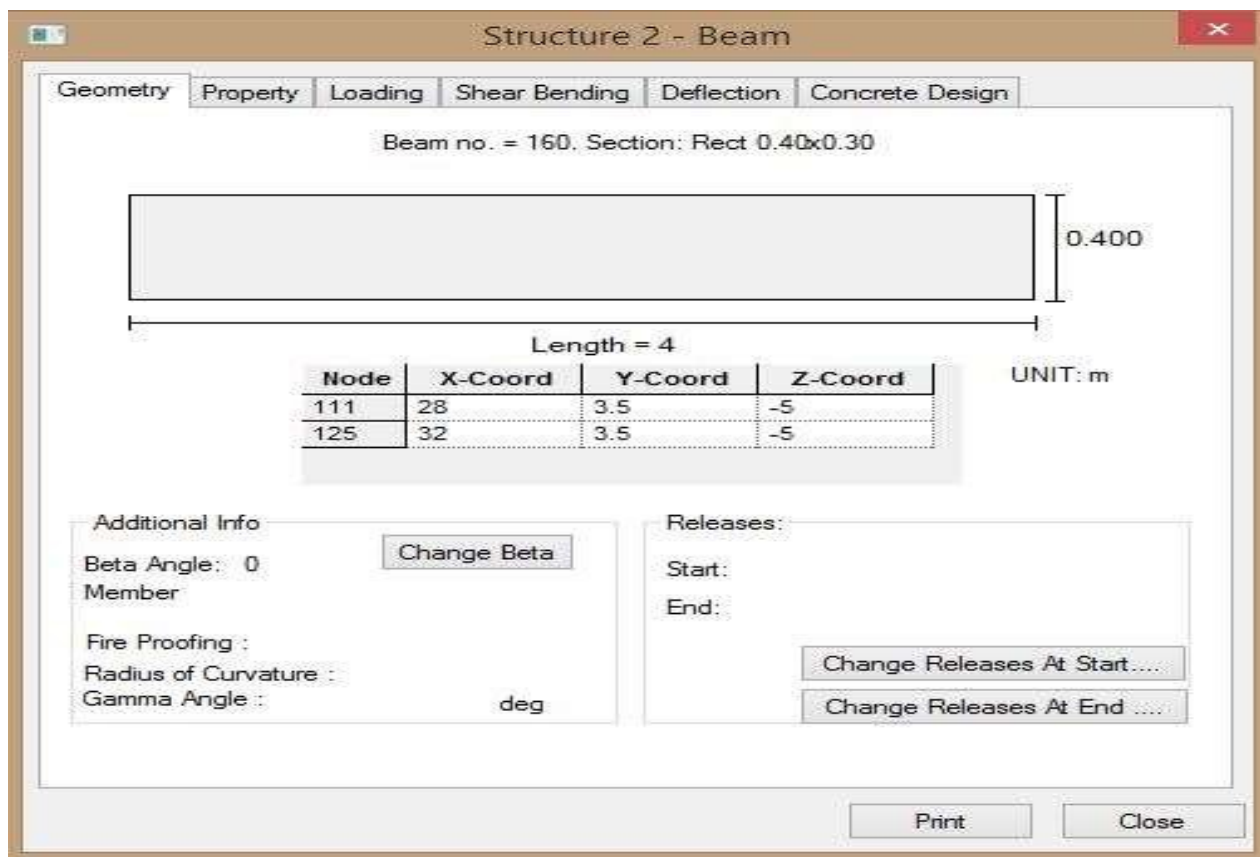 Structure 2 - Beam
Geometry Property Loading Shear Bending Deflection Concrete Design
Beam no. = 160. Section: Rect 0.40x0.30
0.400
Length = 4
UNIT: m
Node X-Coord Y-Coord Z-Coord
111 28 3.5 -5
125 32 3.5 -5
Additional Info
Beta Angle: 0
Change Beta
Member
Fire Proofing :
Radius of Curvature :
Gamma Angle : deg
Releases:
Start:
End:
Change Releases At Start....
Change Releases At End ....
Print Close